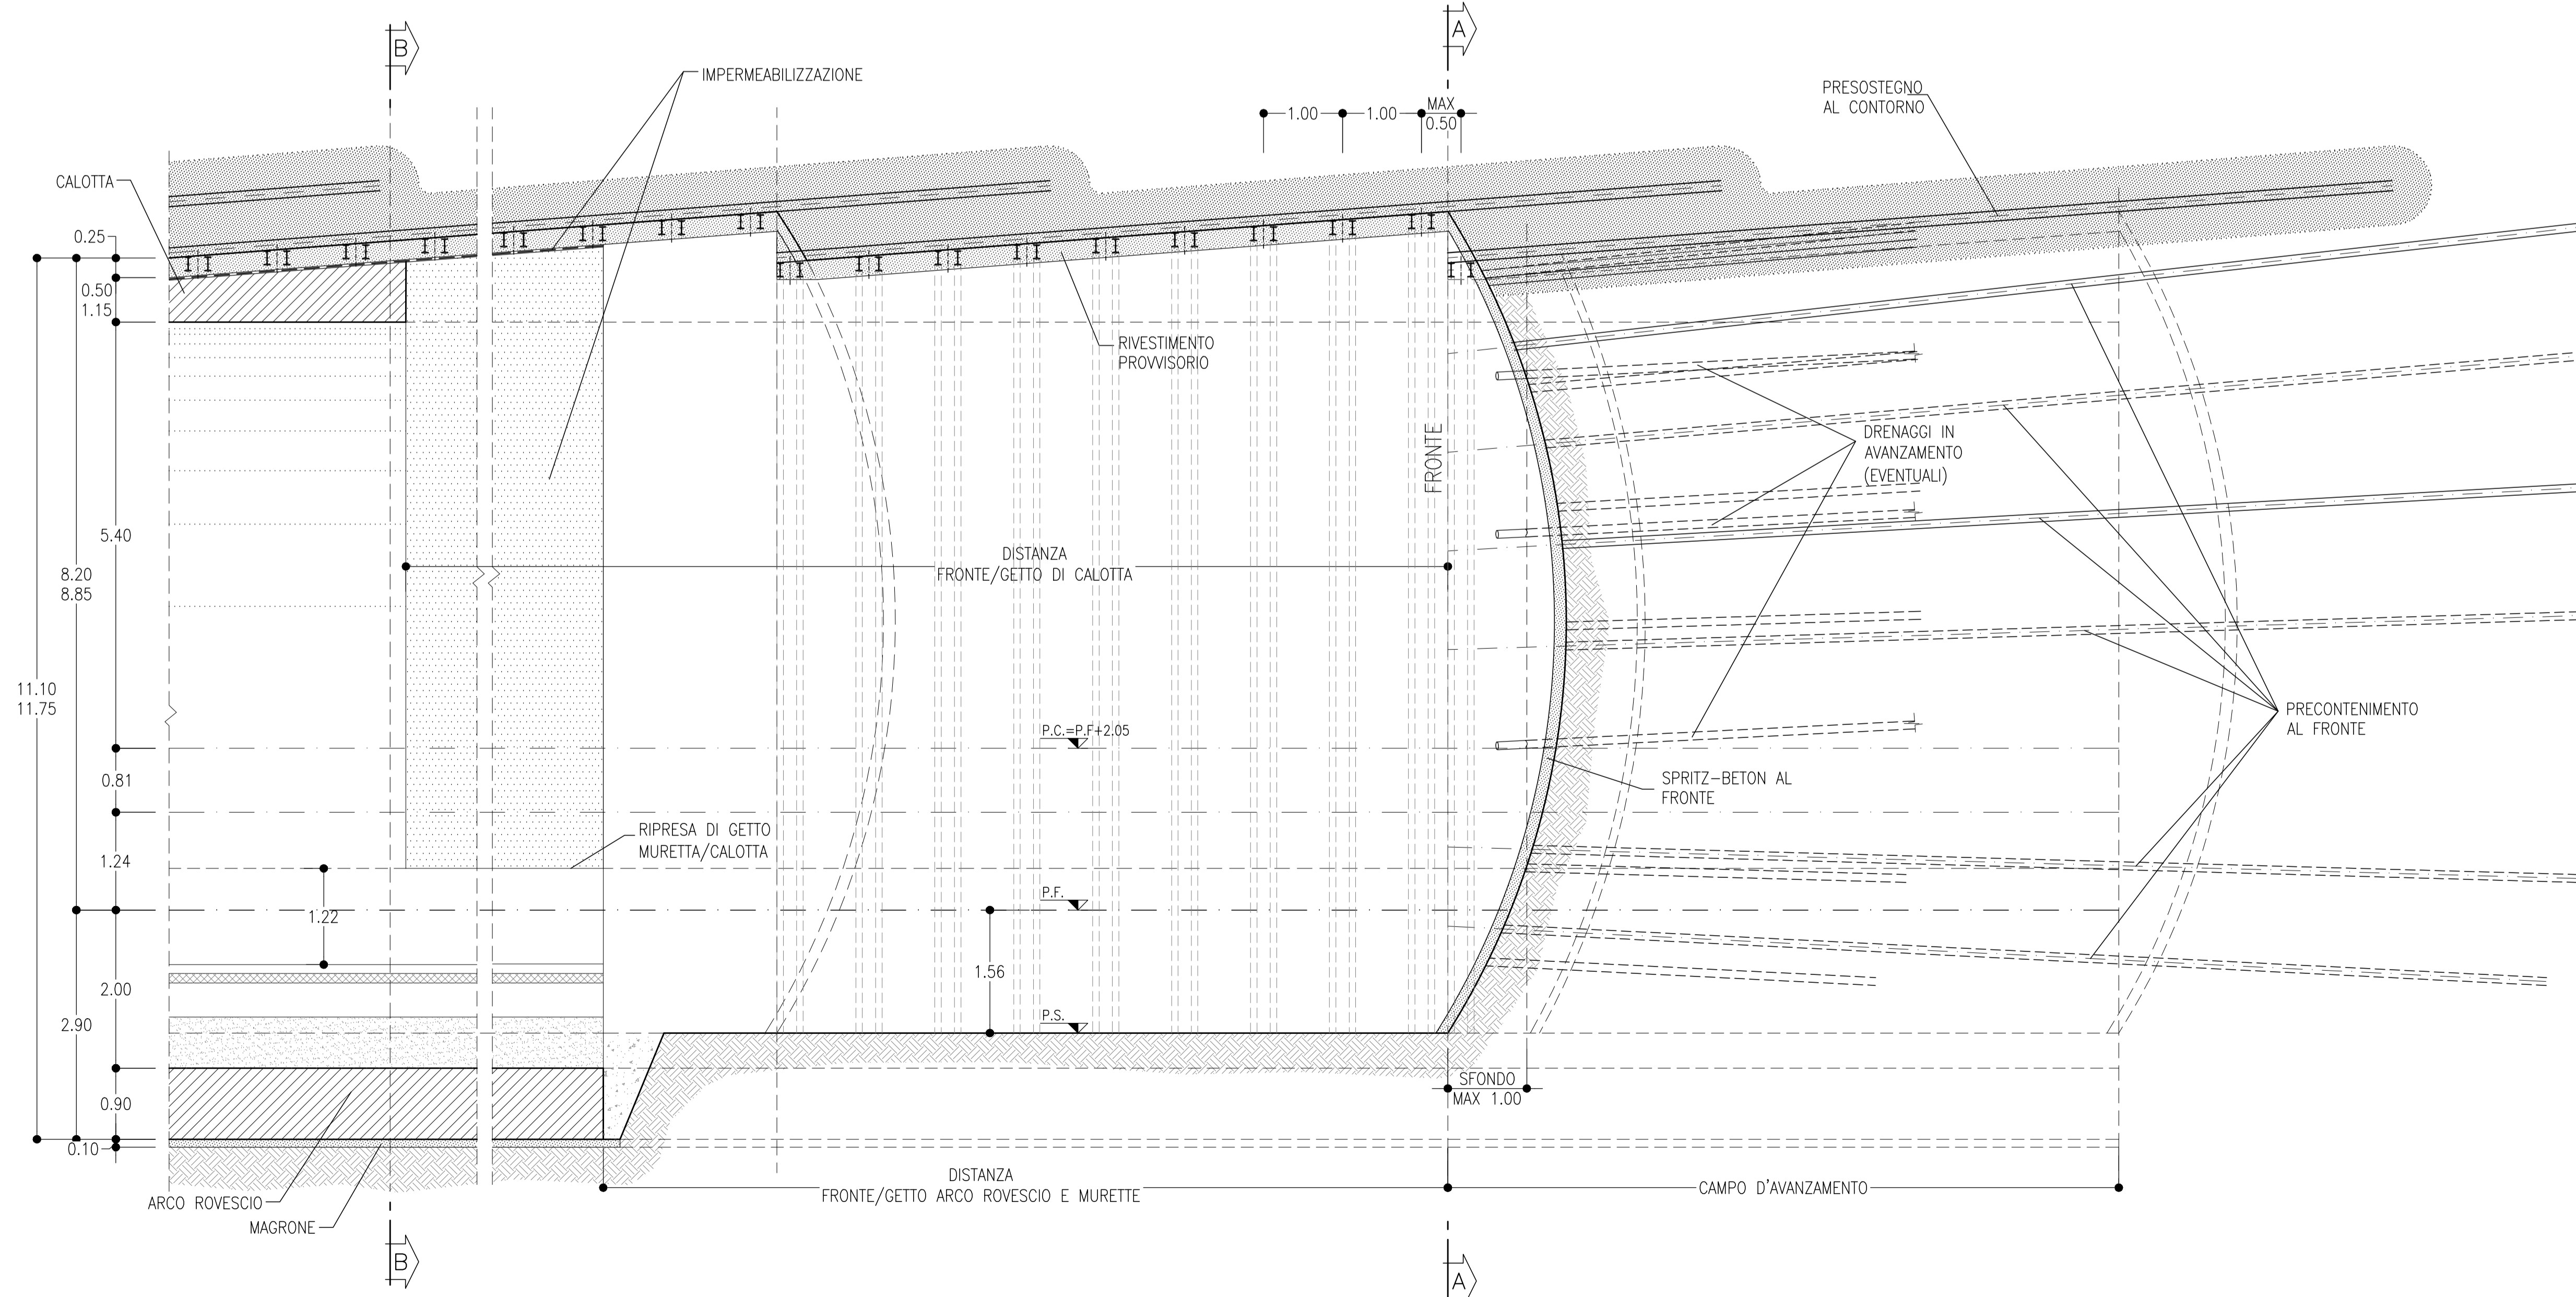 B
A
IMPERMEABILIZZAZIONE
PRESOSTEGNO
AL CONTORNO
1.00
1.00
MAX
0.50
CALOTTA
0.25
0.50
1.15
RIVESTIMENTO
PROVVISORIO
FRONTE
DRENAGGI IN
AVANZAMENTO
(EVENTUALI)
5.40
8.20
8.85
DISTANZA
FRONTE/GETTO DI CALOTTA
11.10
11.75
PRECONTENIMENTO
AL FRONTE
P.C.=P.F+2.05
0.81
SPRITZ-BETON AL
FRONTE
RIPRESA DI GETTO
MURETTA/CALOTTA
1.24
P.F.
1.22
1.56
2.00
2.90
P.S.
SFONDO
MAX 1.00
0.90
0.10
DISTANZA
FRONTE/GETTO ARCO ROVESCIO E MURETTE
CAMPO D'AVANZAMENTO
ARCO ROVESCIO
MAGRONE
B
A